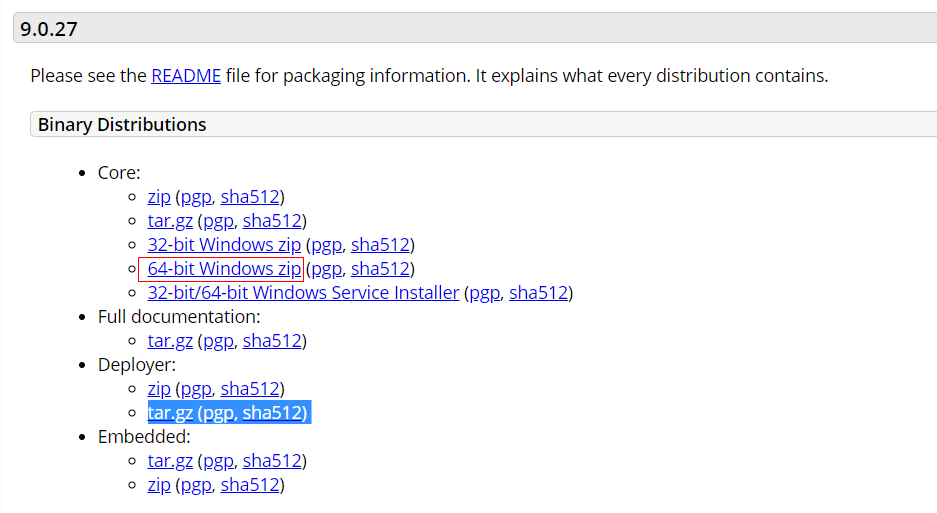 9.0.27
Please see the README file for packaging information. It explains what every distribution contains.
Binary Distributions
Core:
zip (pgp, sha512)
tar.gz (pgp, sha512)
32-bit Windows zip (pgp, sha512)
64-bit Windows zip (pgp, sha512)
32-bit/64-bit Windows Service Installer (pgp, sha512)
Full documentation:
tar.gz (pgp, sha512)
Deployer:
zip (pgp, sha512)
tar.gz (pgp, sha512)
Embedded:
tar.gz (pgp, sha512)
zip (pgp, sha512)